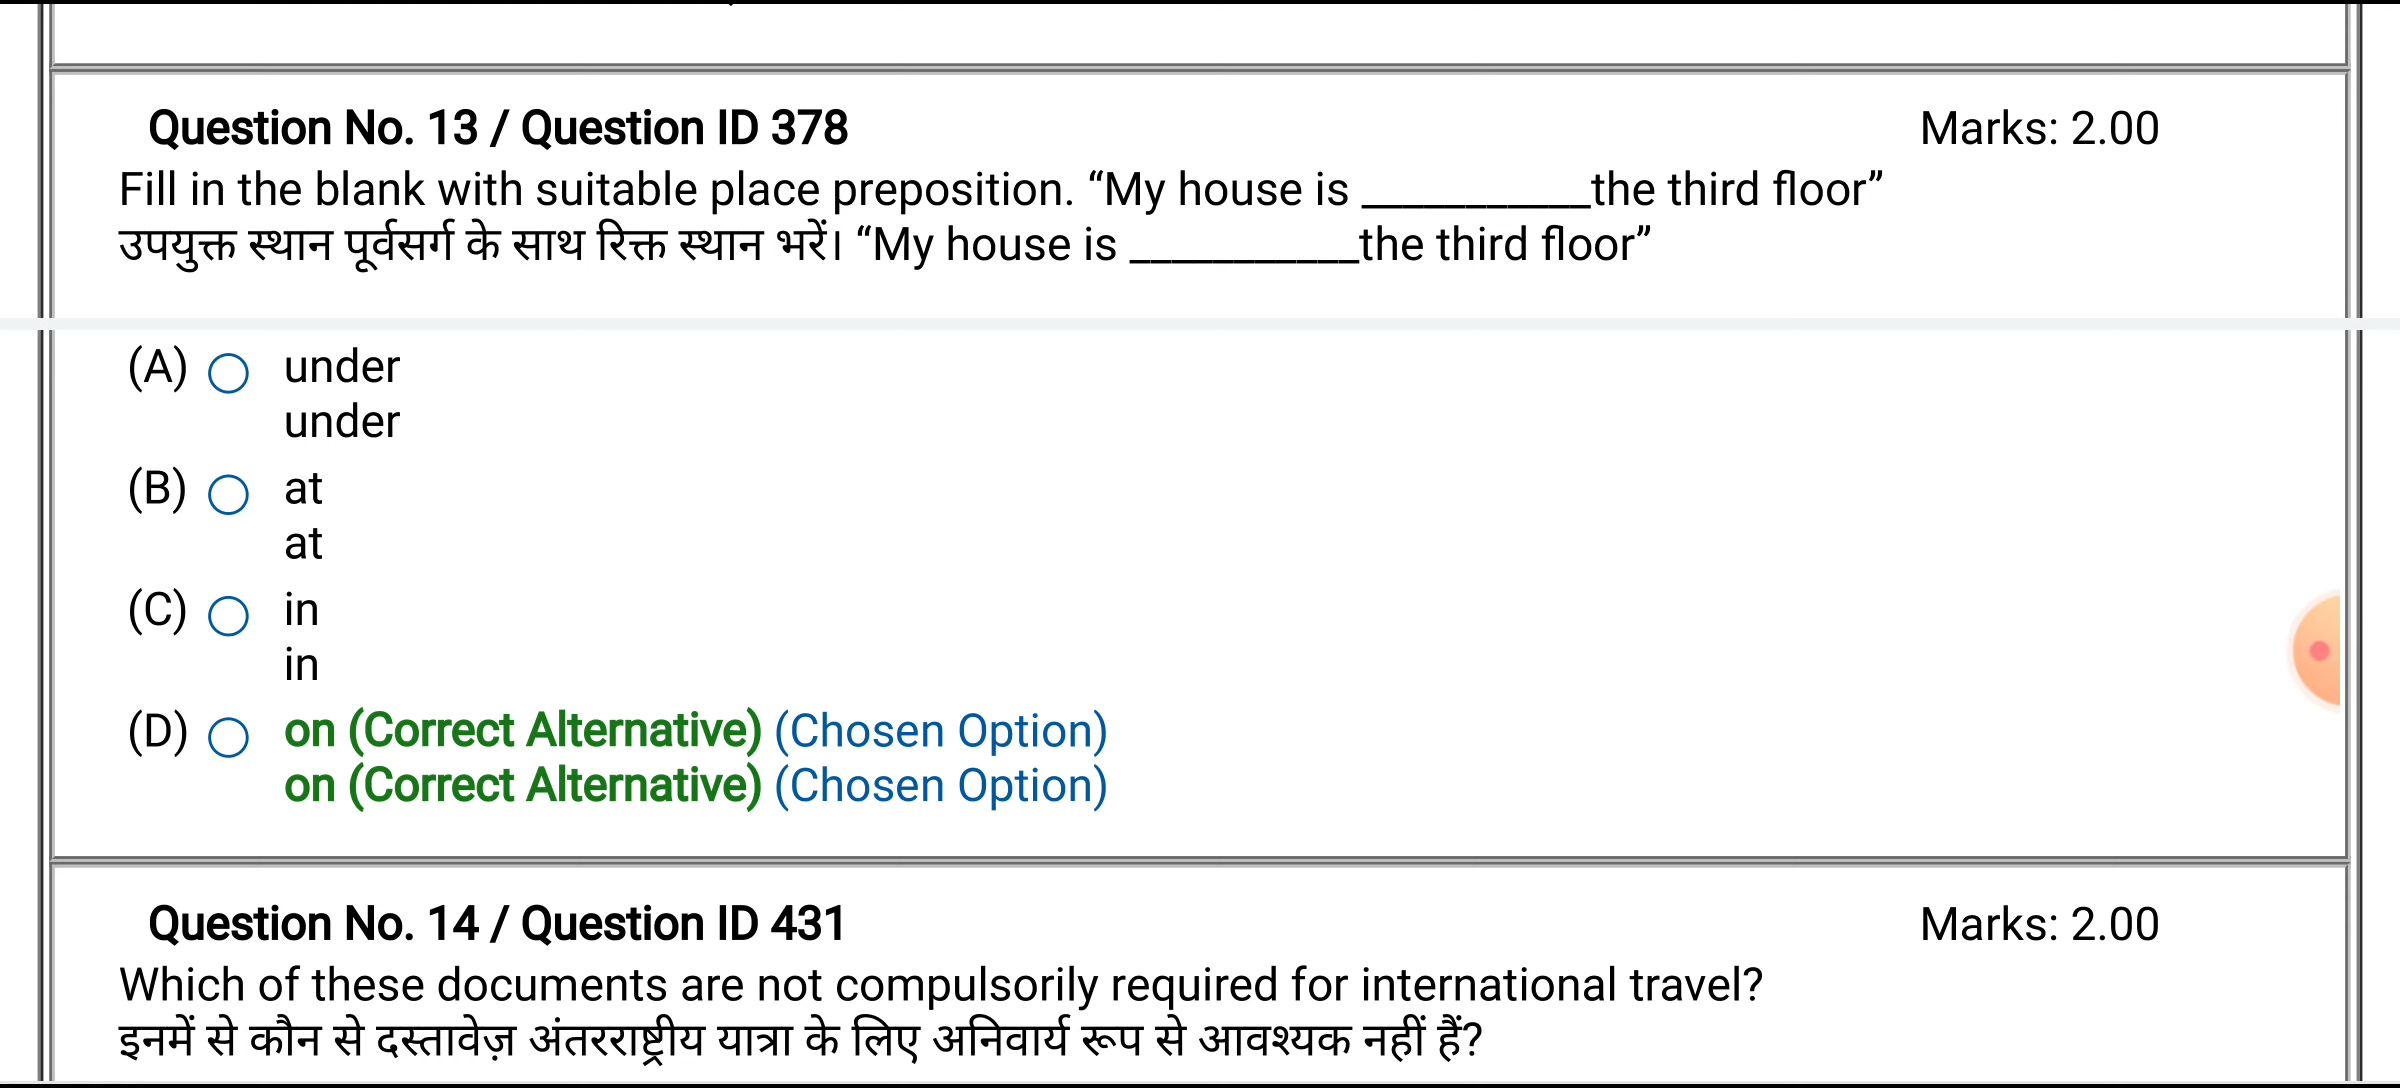 Question No. 13 / Question ID 378 Marks: 2.00
Fill in the blank with suitable place preposition. “My house is ___________the third floor”
उपयुक्त स्थान पूर्वसर्ग के साथ रिक्त स्थान भरें। “My house is ___________the third floor”
(A) under
under
(B) at
at
(C) in
in
(D) on (Correct Alternative) (Chosen Option)
on (Correct Alternative) (Chosen Option)
Question No. 14 / Question ID 431 Marks: 2.00
Which of these documents are not compulsorily required for international travel?
इनमें से कौन से दस्तावेज़ अंतरराष्ट्रीय यात्रा के लिए अनिवार्य रूप से आवश्यक नहीं हैं?